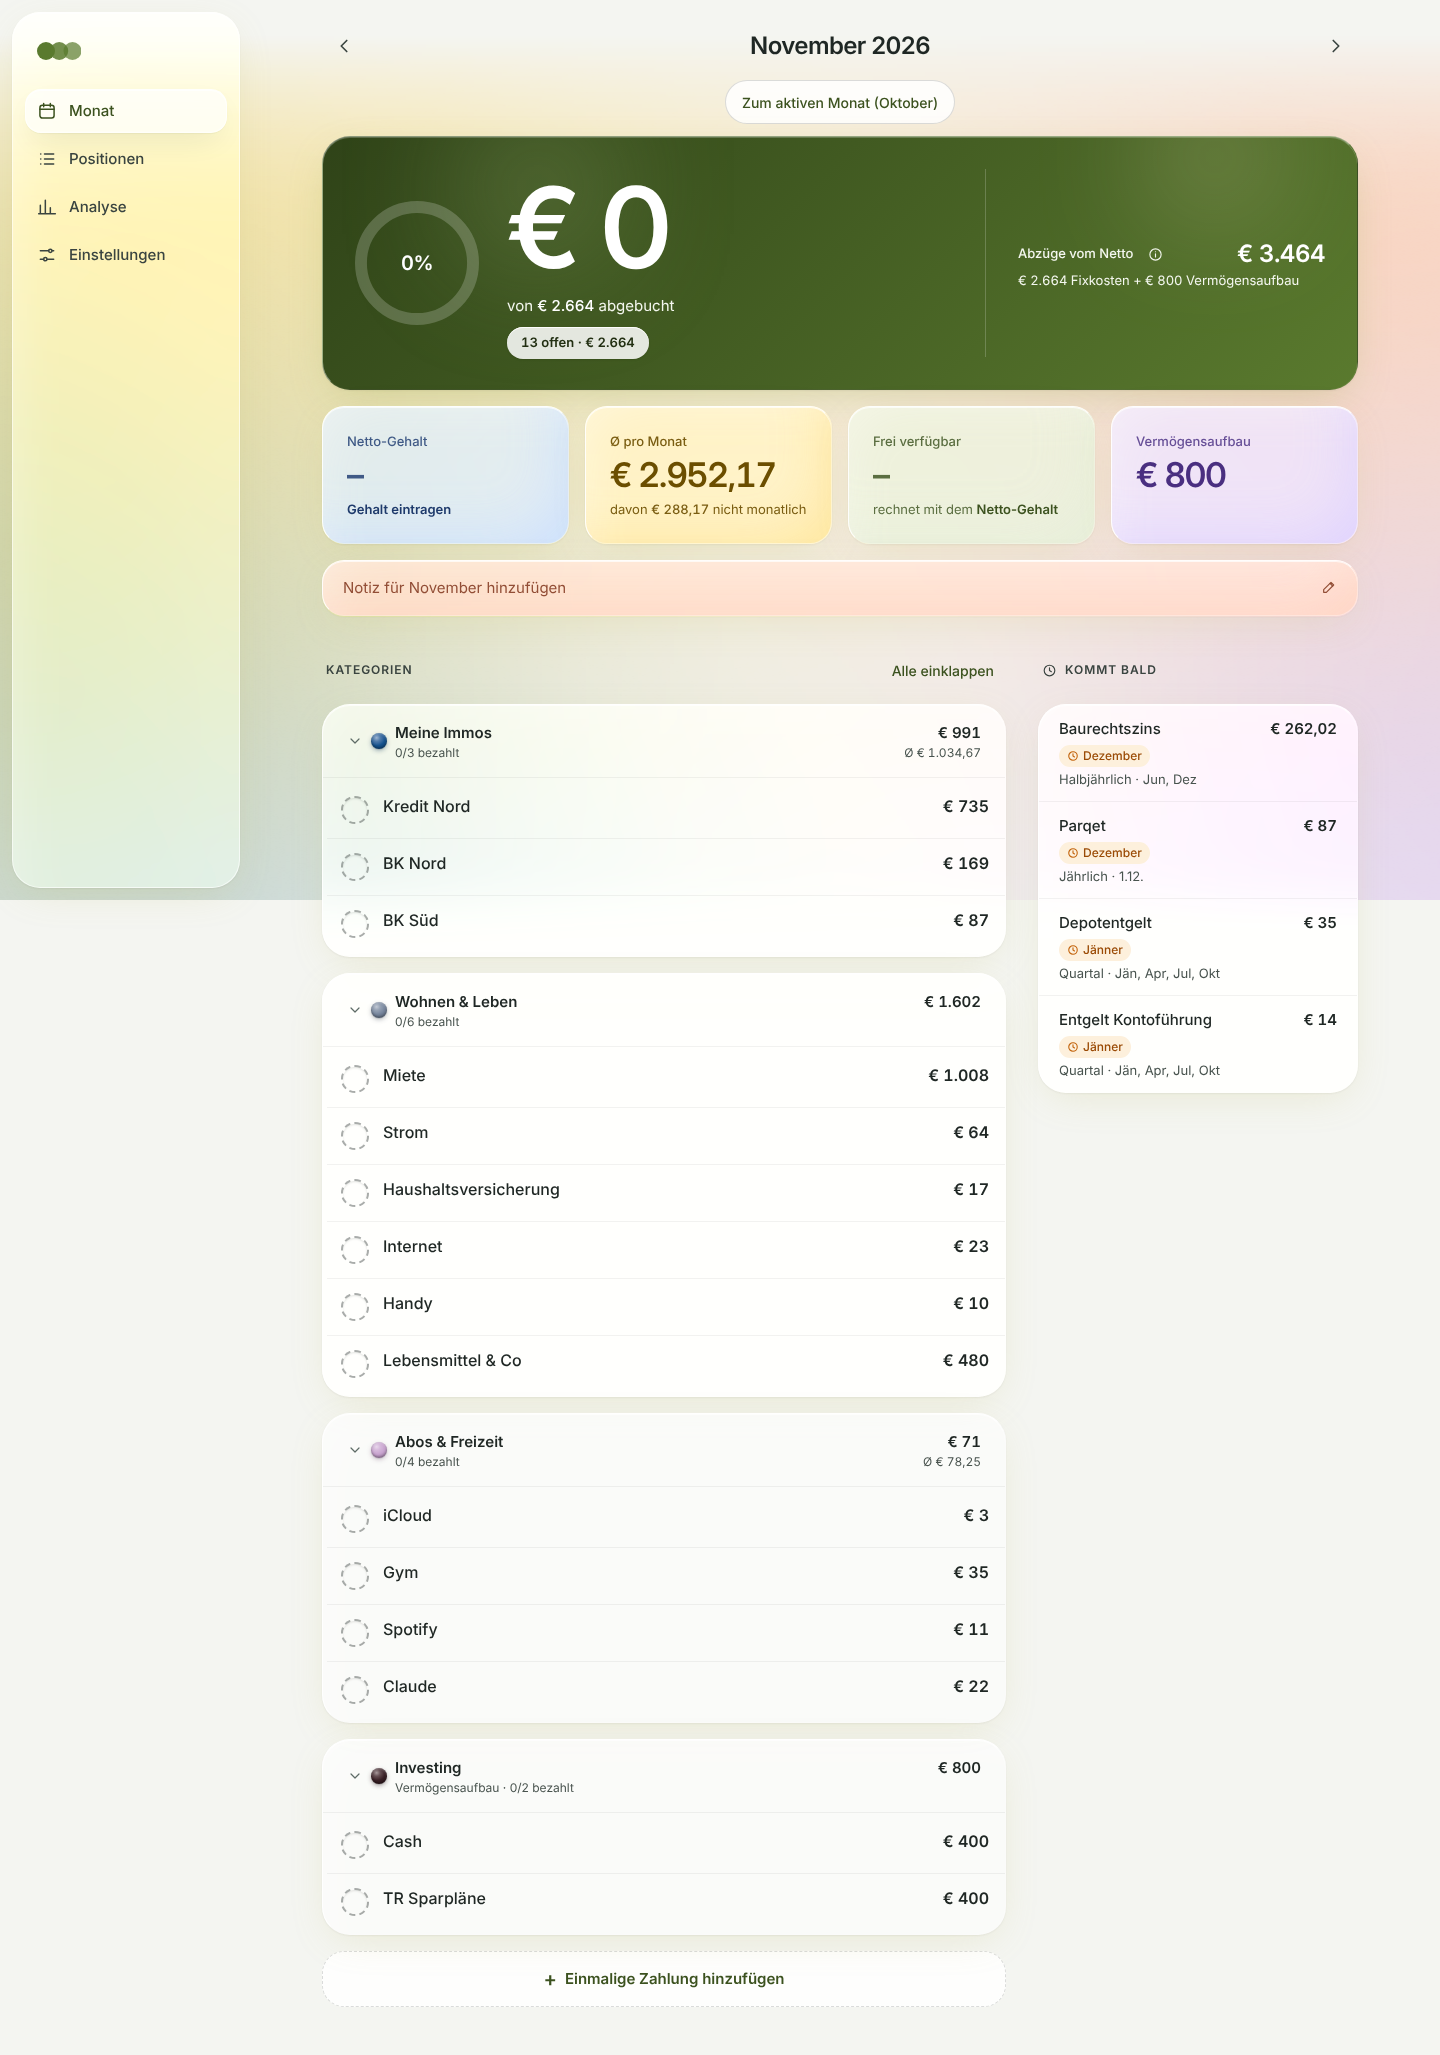 Monat
Positionen
Analyse
Einstellungen
November 2026
Zum aktiven Monat (Oktober)
0%
€ 0
von € 2.664 abgebucht
13 offen · € 2.664
Abzüge vom Netto
€ 3.464
€ 2.664 Fixkosten + € 800 Vermögensaufbau
Netto-Gehalt
–
Gehalt eintragen
Ø pro Monat
€ 2.952,17
davon € 288,17 nicht monatlich
Frei verfügbar
–
rechnet mit dem Netto-Gehalt
Vermögensaufbau
€ 800
Notiz für November hinzufügen
KATEGORIEN
Alle einklappen
Meine Immos
€ 991
0/3 bezahlt
Ø € 1.034,67
Kredit Nord
€ 735
BK Nord
€ 169
BK Süd
€ 87
Wohnen & Leben
€ 1.602
0/6 bezahlt
Miete
€ 1.008
Strom
€ 64
Haushaltsversicherung
€ 17
Internet
€ 23
Handy
€ 10
Lebensmittel & Co
€ 480
Abos & Freizeit
€ 71
0/4 bezahlt
Ø € 78,25
iCloud
€ 3
Gym
€ 35
Spotify
€ 11
Claude
€ 22
Investing
€ 800
Vermögensaufbau · 0/2 bezahlt
Cash
€ 400
TR Sparpläne
€ 400
+ Einmalige Zahlung hinzufügen
KOMMT BALD
Baurechtszins
€ 262,02
Dezember
Halbjährlich · Jun, Dez
Parqet
€ 87
Dezember
Jährlich · 1.12.
Depotentgelt
€ 35
Jänner
Quartal · Jän, Apr, Jul, Okt
Entgelt Kontoführung
€ 14
Jänner
Quartal · Jän, Apr, Jul, Okt